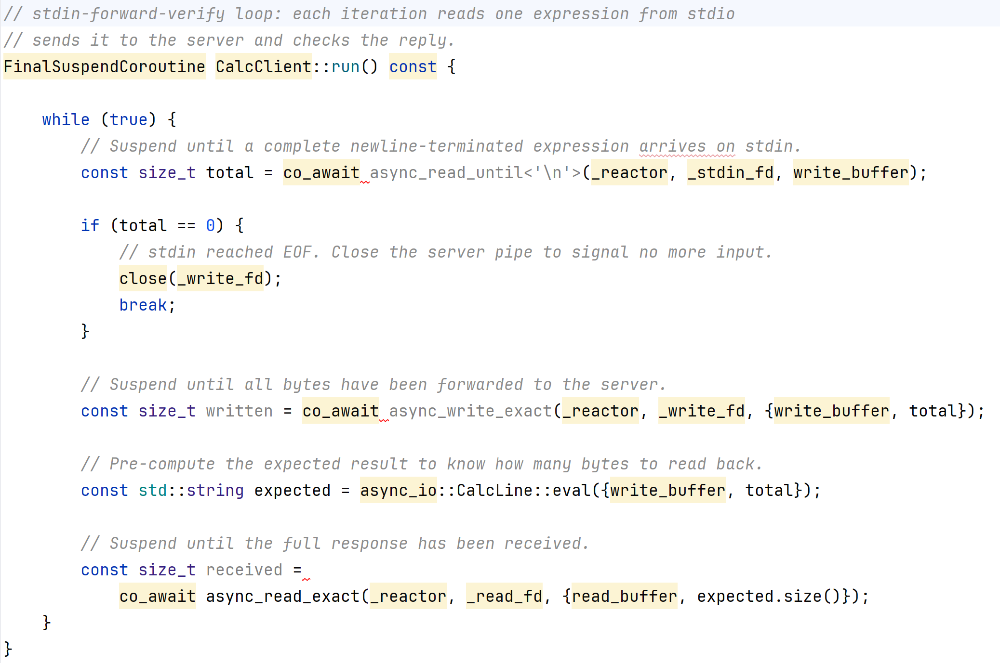 // stdin-forward-verify loop: each iteration reads one expression from stdio
// sends it to the server and checks the reply.
FinalSuspendCoroutine CalcClient::run() const {
while (true) {
// Suspend until a complete newline-terminated expression arrives on stdin.
const size_t total = co_await async_read_until<'\n'>(_reactor, _stdin_fd, write_buffer);
if (total == 0) {
// stdin reached EOF. Close the server pipe to signal no more input.
close(_write_fd);
break;
}
// Suspend until all bytes have been forwarded to the server.
const size_t written = co_await async_write_exact(_reactor, _write_fd, {write_buffer, total});
// Pre-compute the expected result to know how many bytes to read back.
const std::string expected = async_io::CalcLine::eval({write_buffer, total});
// Suspend until the full response has been received.
const size_t received =
co_await async_read_exact(_reactor, _read_fd, {read_buffer, expected.size()});
}
}